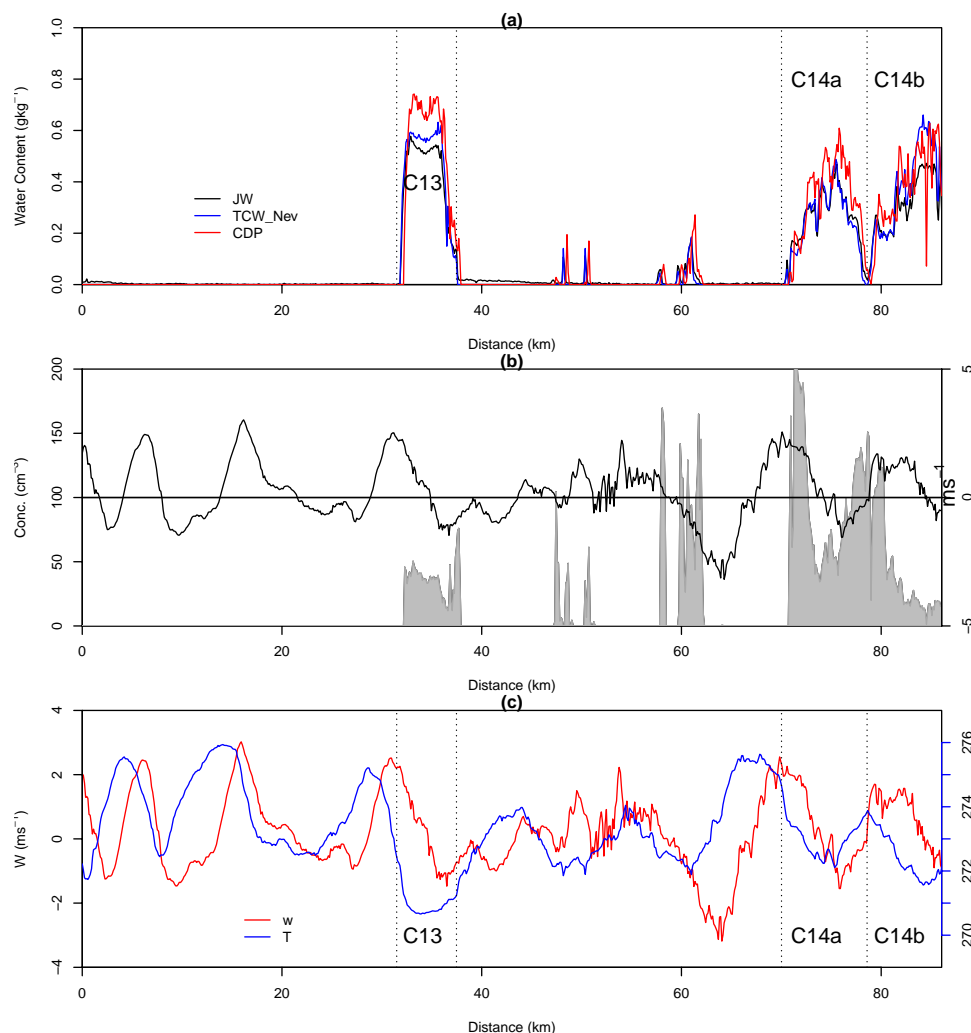 (a)
1.0
0.8
0.6
0.4
0.2
0.0
Water Content (gkg⁻¹)
C13
C14a
C14b
JW
TCW_Nev
CDP
0 20 40 60 80
Distance (km)
(b)
200
150
100
50
0
Conc. (cm⁻³)
5
0
−5
ms⁻¹
0 20 40 60 80
Distance (km)
(c)
4
2
0
−2
−4
W (ms⁻¹)
276
274
272
270
w
T
C13
C14a
C14b
0 20 40 60 80
Distance (km)